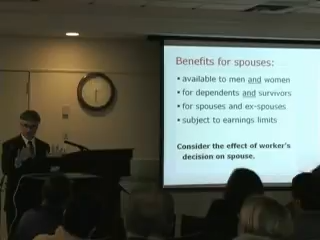 Benefits for spouses:
• available to men and women
• for dependents and survivors
• for spouses and ex-spouses
• subject to earnings limits
Consider the effect of worker's
decision on spouse.